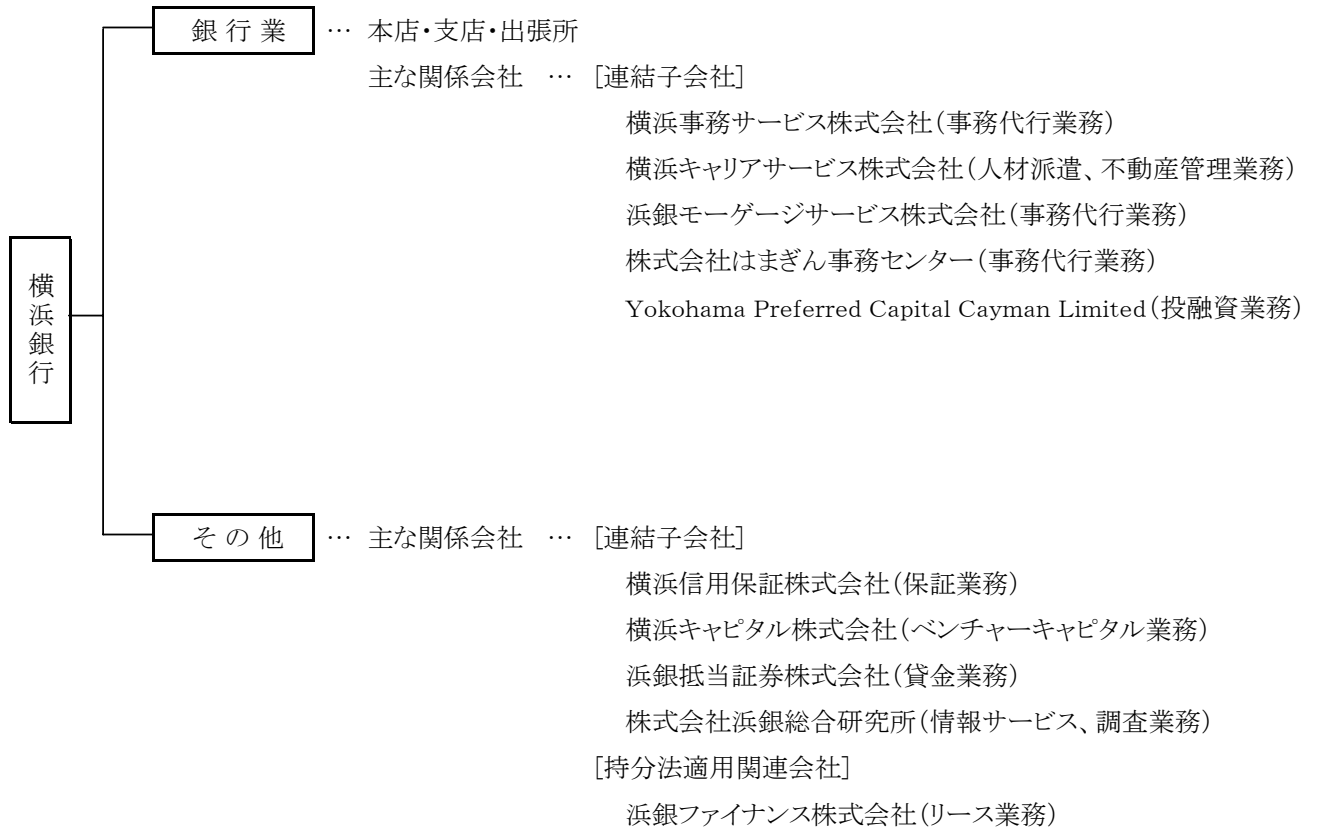 銀行業 … 本店・支店・出張所
主な関係会社 … [連結子会社]
横浜事務サービス株式会社(事務代行業務)
横浜キャリアサービス株式会社(人材派遣、不動産管理業務)
浜銀モーゲージサービス株式会社(事務代行業務)
株式会社はまぎん事務センター(事務代行業務)
Yokohama Preferred Capital Cayman Limited(投融資業務)
横浜銀行
その他 … 主な関係会社 … [連結子会社]
横浜信用保証株式会社(保証業務)
横浜キャピタル株式会社(ベンチャーキャピタル業務)
浜銀抵当証券株式会社(貸金業務)
株式会社浜銀総合研究所(情報サービス、調査業務)
[持分法適用関連会社]
浜銀ファイナンス株式会社(リース業務)